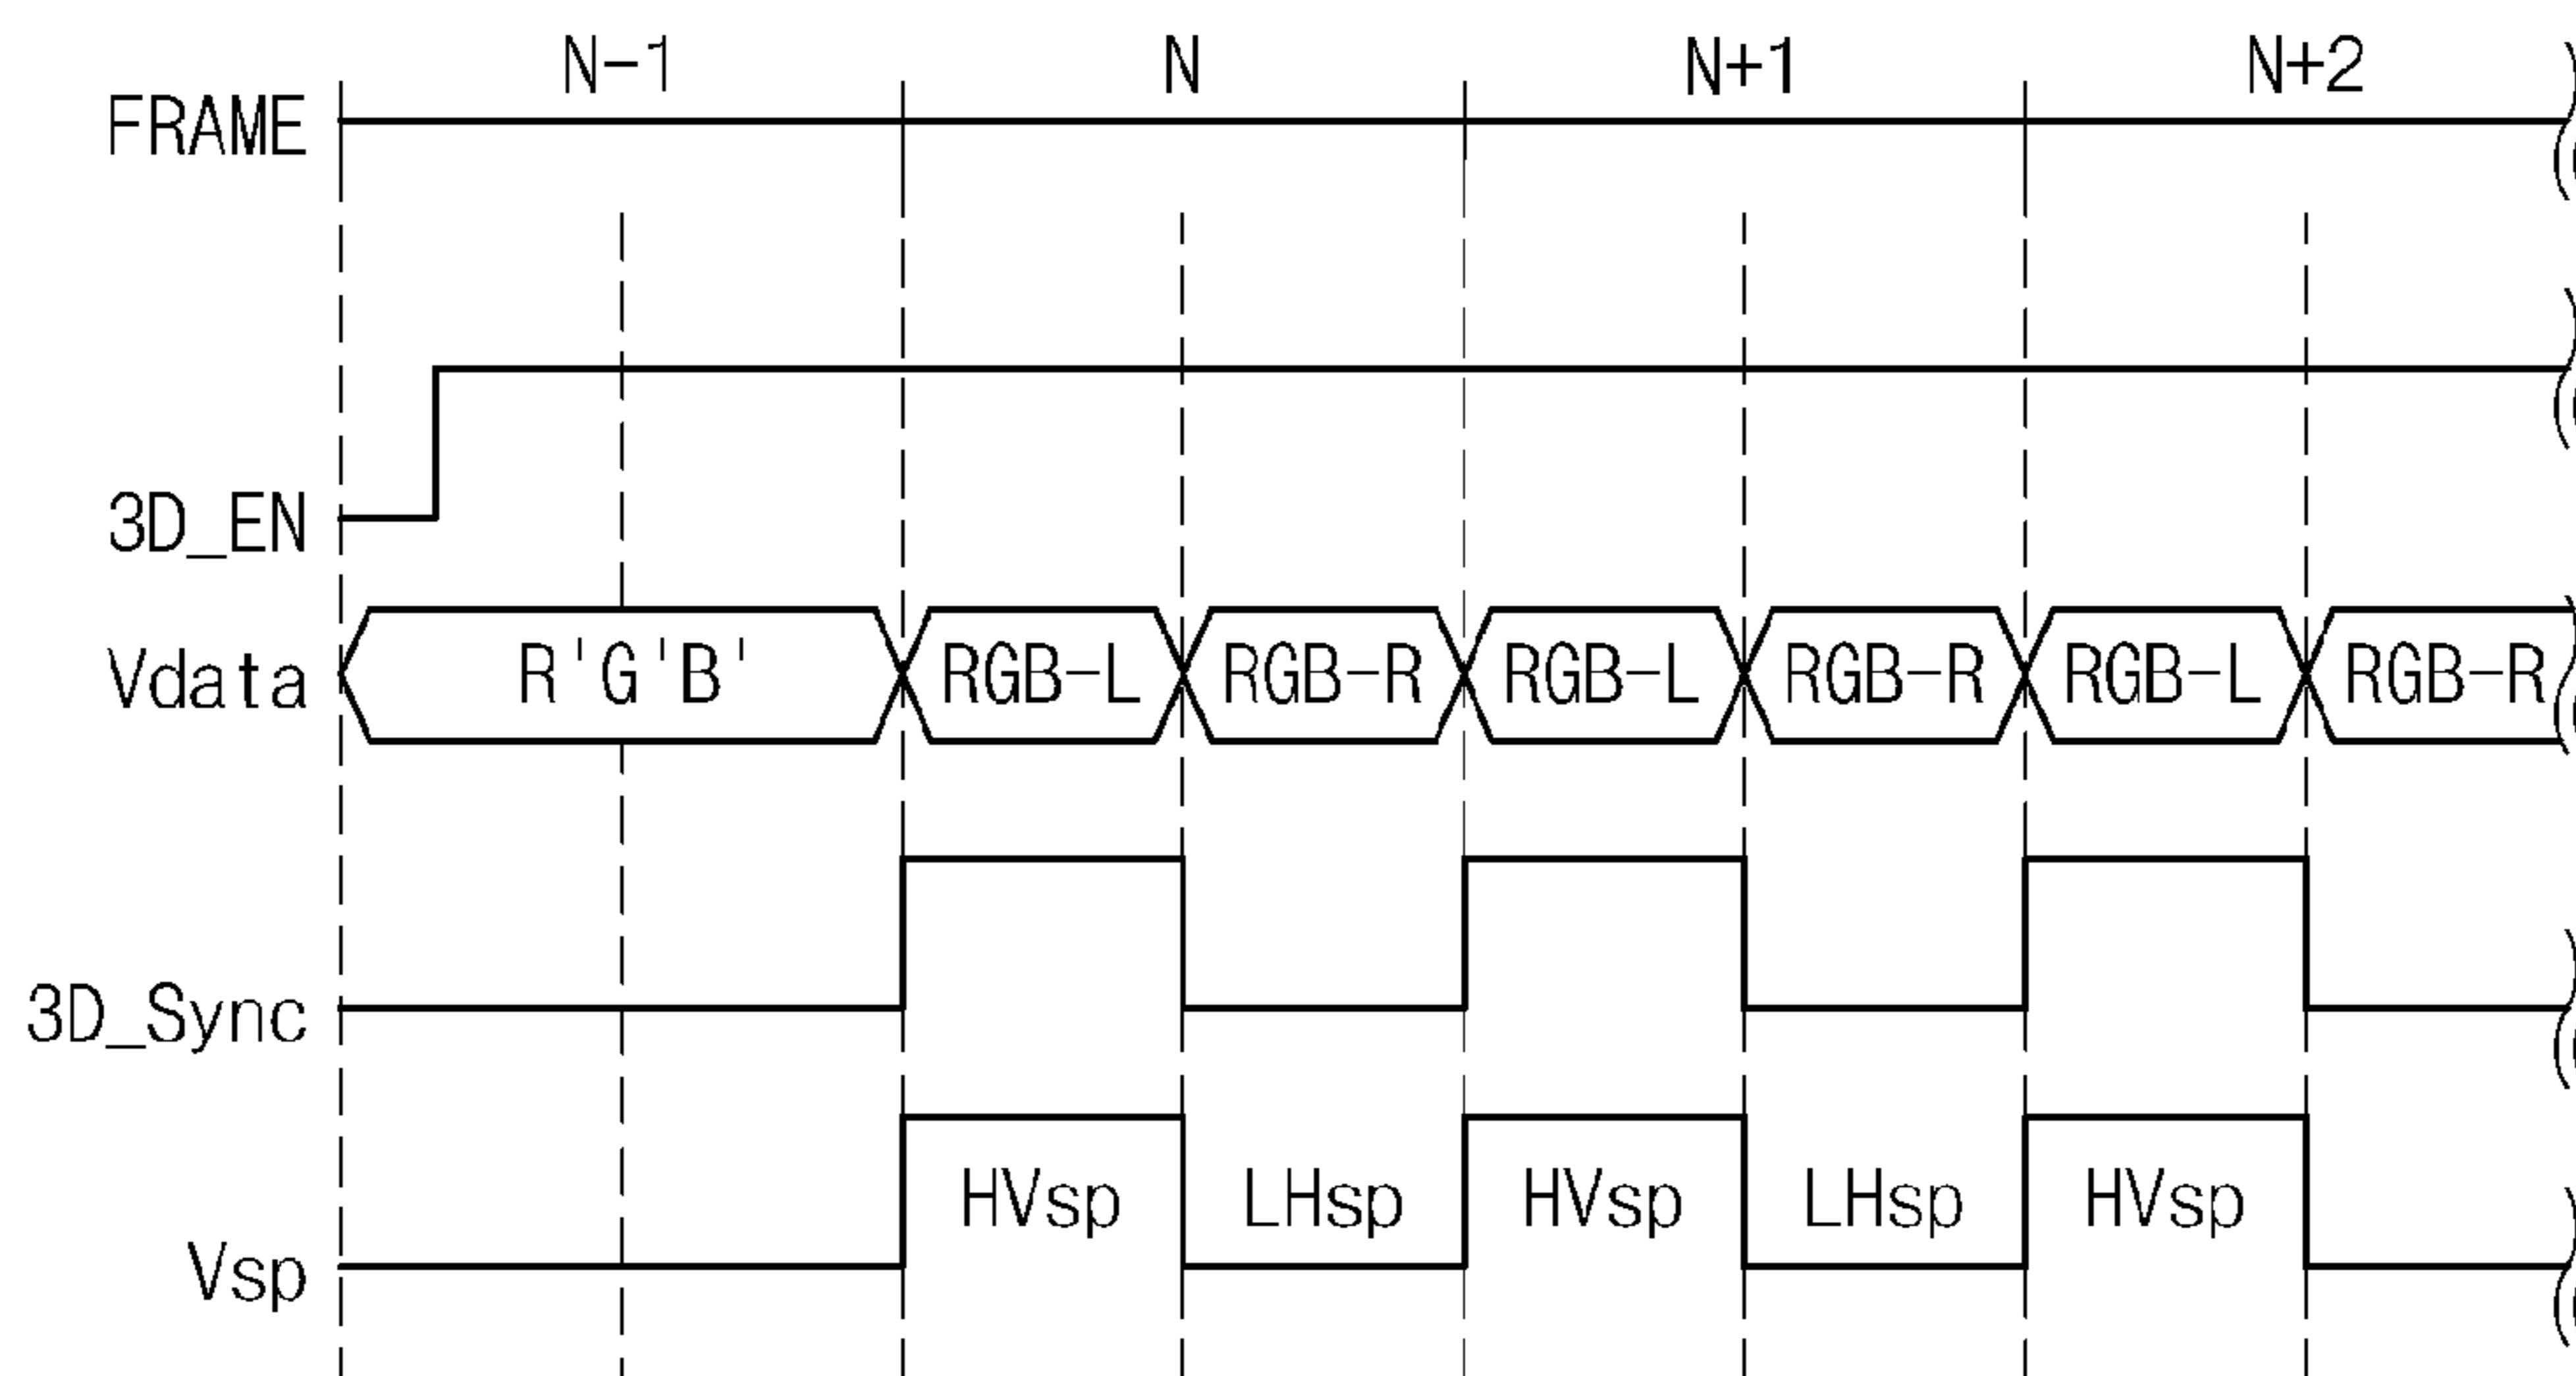 N-1 N N+1 N+2
FRAME
3D_EN
Vdata R'G'B' RGB-L RGB-R RGB-L RGB-R RGB-L RGB-R
3D_Sync
HVsp LHsp HVsp LHsp HVsp
Vsp